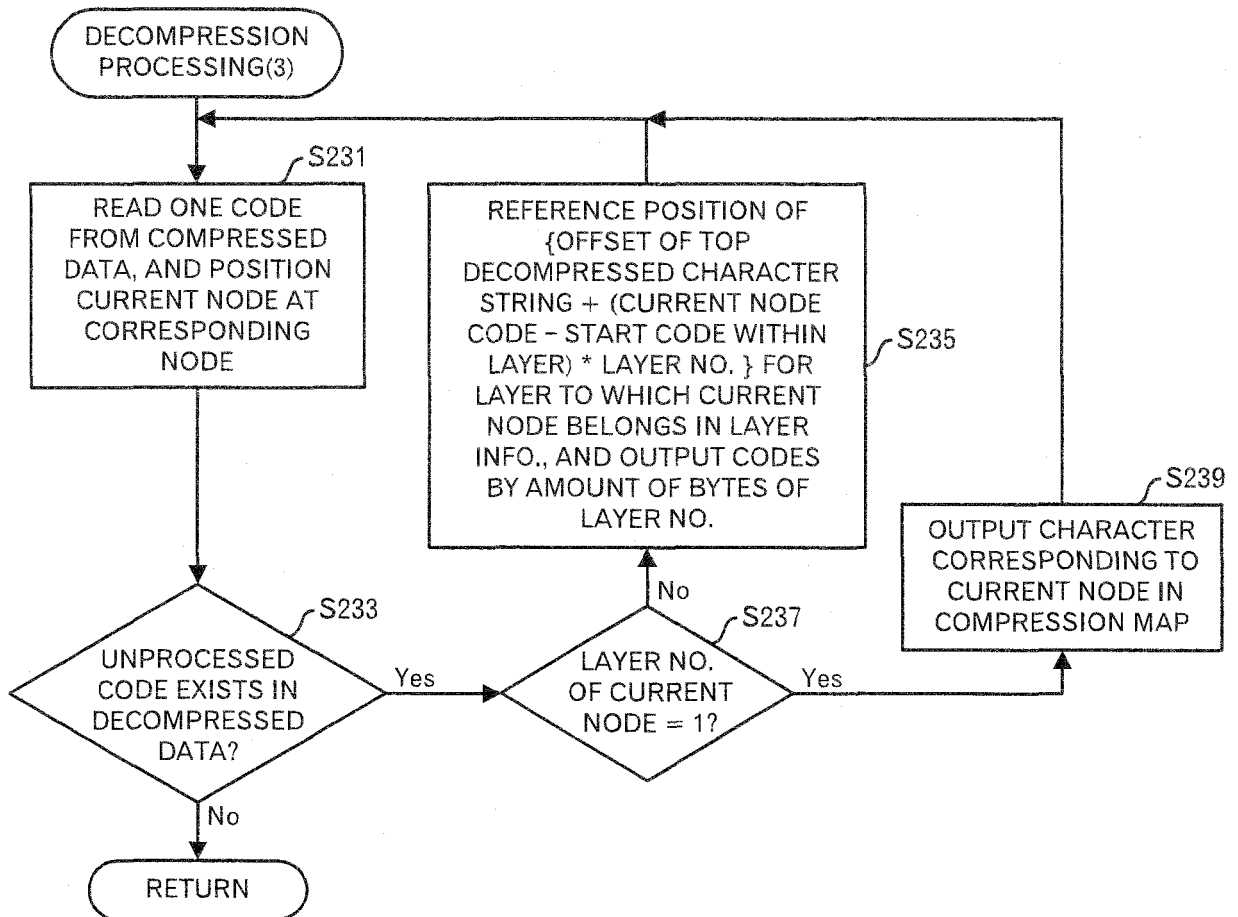 DECOMPRESSION
PROCESSING(3)
S231
READ ONE CODE
FROM COMPRESSED
DATA, AND POSITION
CURRENT NODE AT
CORRESPONDING
NODE
REFERENCE POSITION OF
{OFFSET OF TOP
DECOMPRESSED CHARACTER
STRING + (CURRENT NODE
CODE - START CODE WITHIN
LAYER) * LAYER NO. } FOR
LAYER TO WHICH CURRENT
NODE BELONGS IN LAYER
INFO., AND OUTPUT CODES
BY AMOUNT OF BYTES OF
LAYER NO.
S235
S239
OUTPUT CHARACTER
CORRESPONDING TO
CURRENT NODE IN
COMPRESSION MAP
S233
UNPROCESSED
CODE EXISTS IN
DECOMPRESSED
DATA?
Yes
No
S237
LAYER NO.
OF CURRENT
NODE = 1?
Yes
No
RETURN